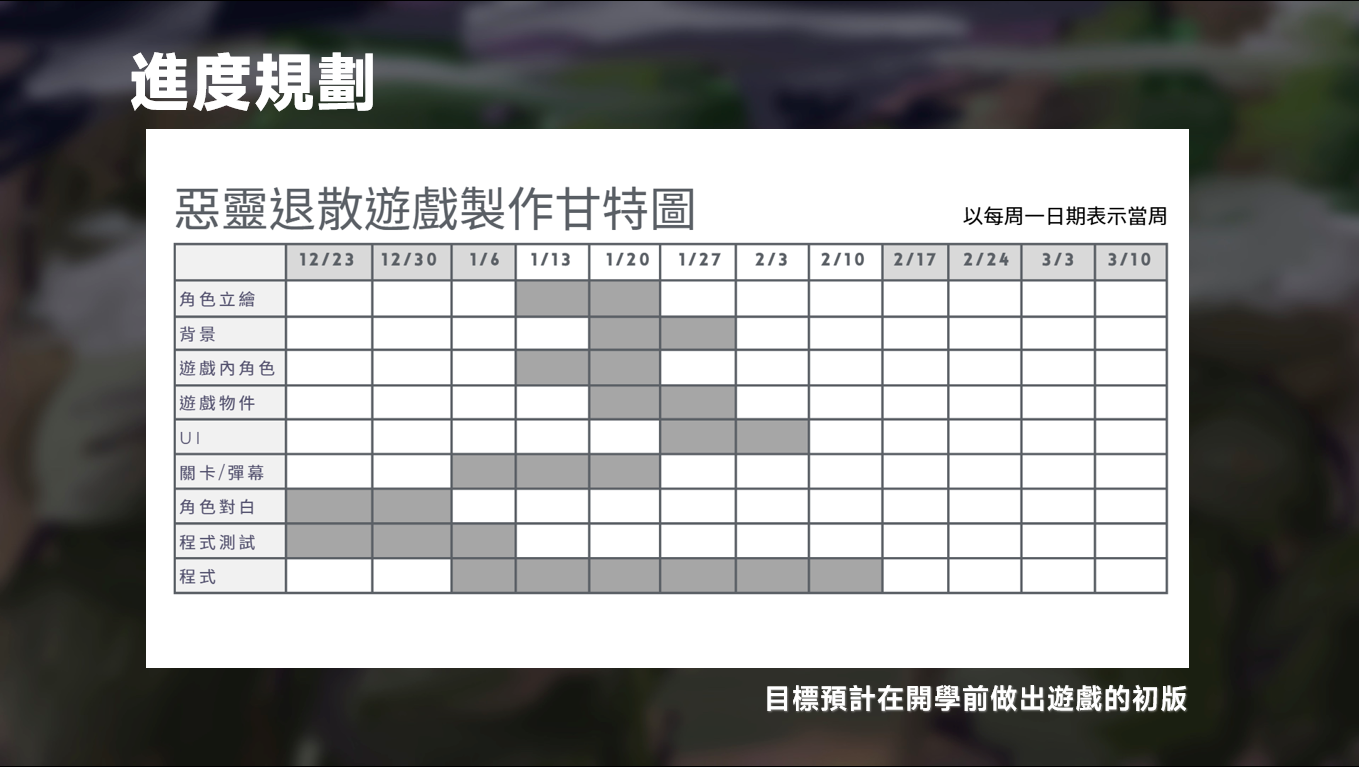 進度規劃
惡靈退散遊戲製作甘特圖
以每周一日期表示當周
12/23 12/30 1/6 1/13 1/20 1/27 2/3 2/10 2/17 2/24 3/3 3/10
角色立繪
背景
遊戲內角色
遊戲物件
UI
關卡/彈幕
角色對白
程式測試
程式
目標預計在開學前做出遊戲的初版